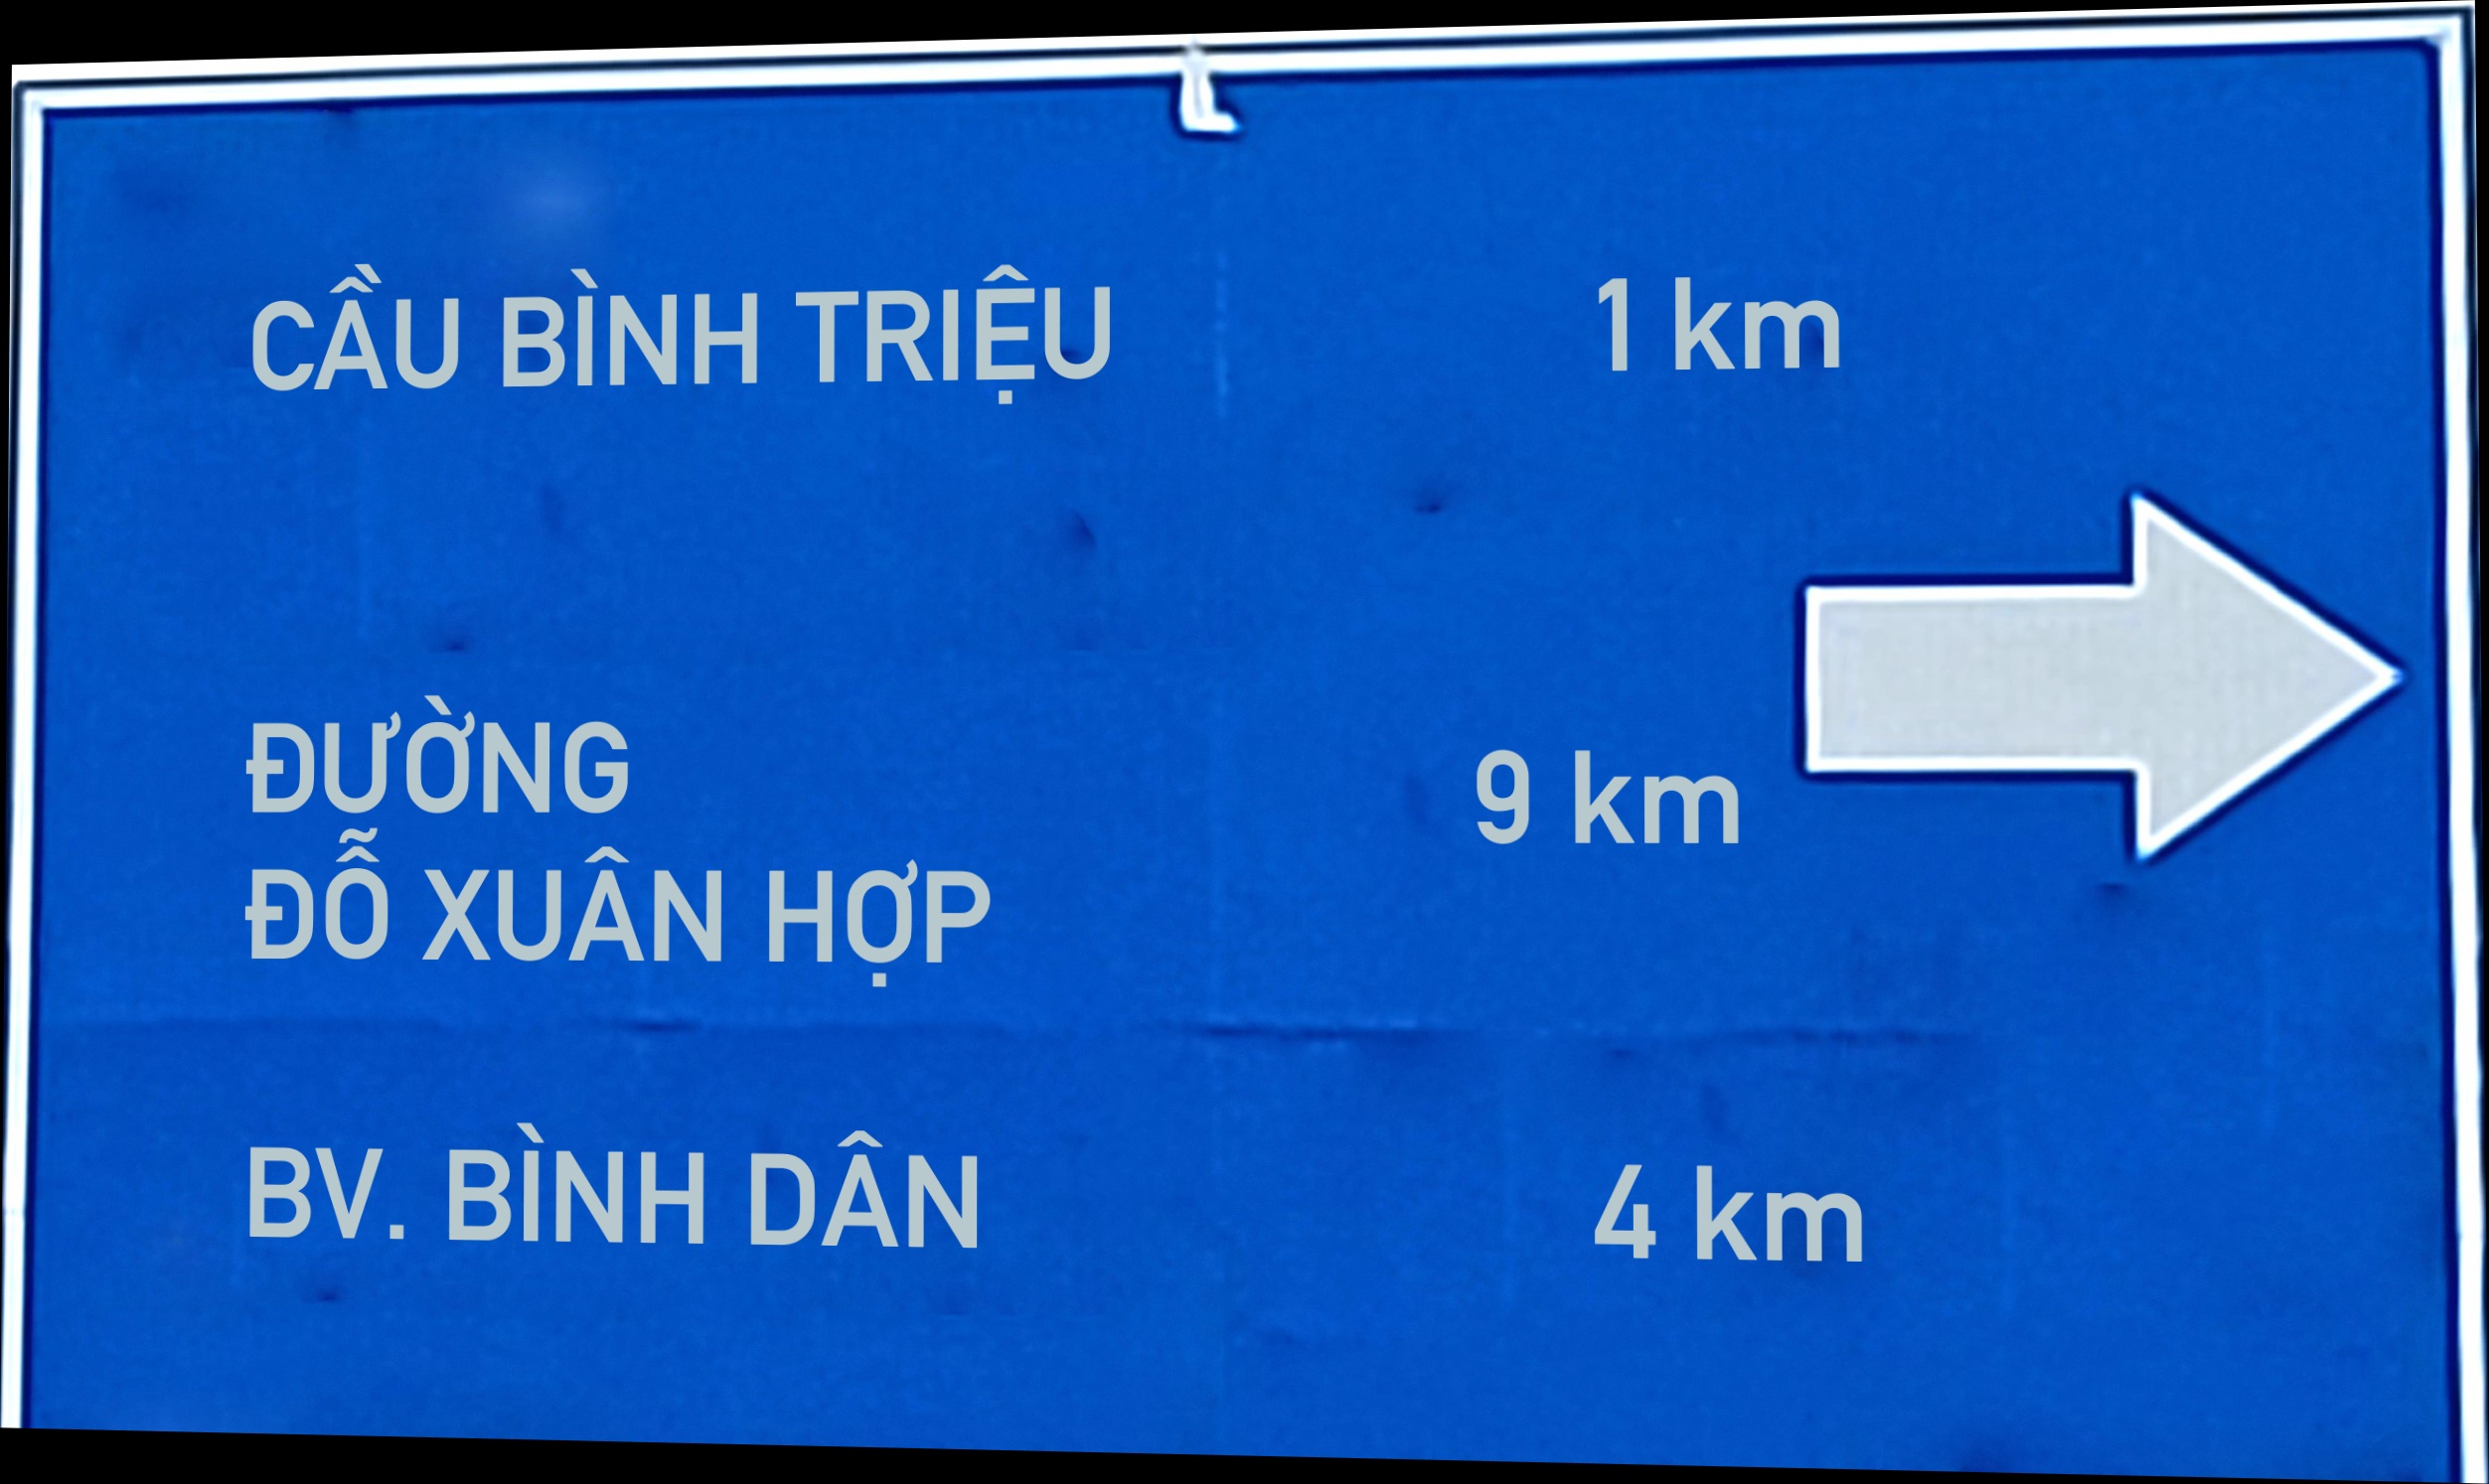 CẦU BÌNH TRIỆU 1 km
ĐƯỜNG
ĐỖ XUÂN HỢP 9 km
BV. BÌNH DÂN 4 km